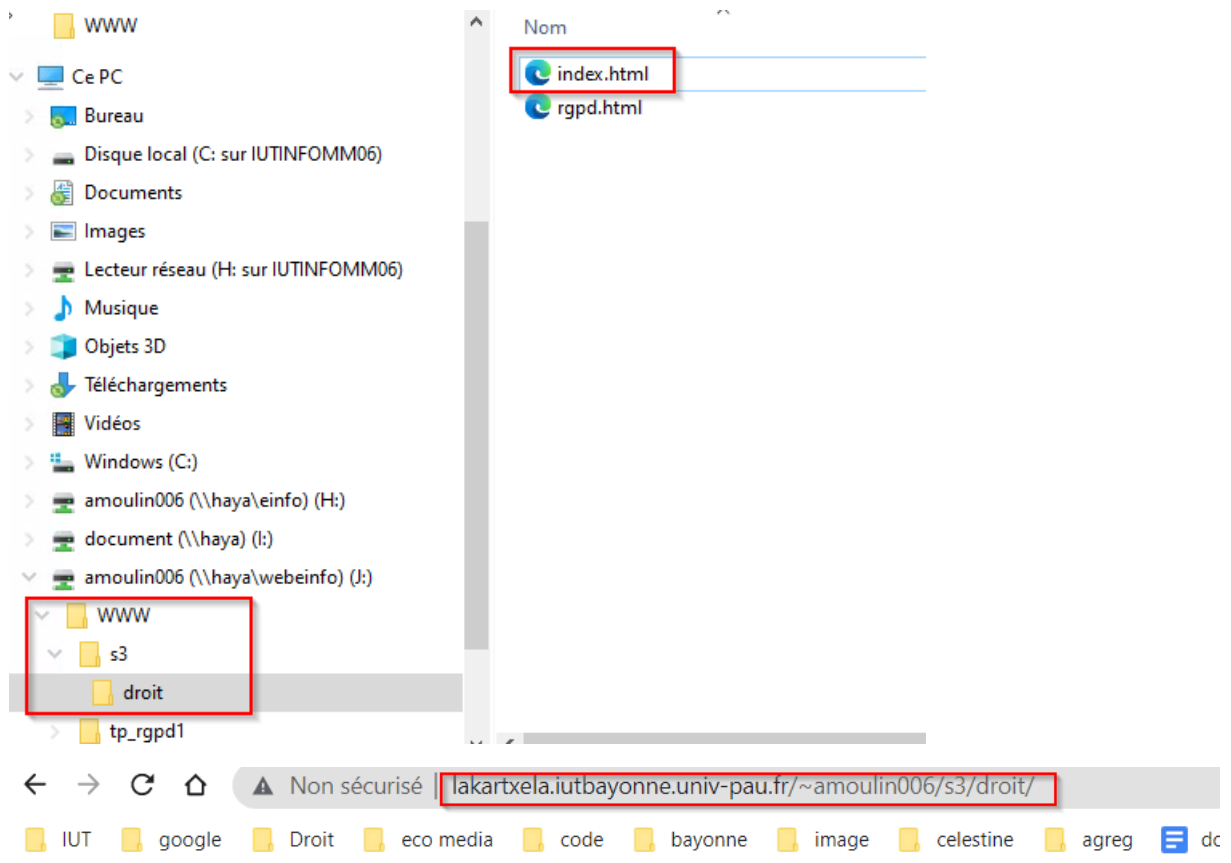 WWW
Ce PC
Bureau
Disque local (C: sur IUTINFOMM06)
Documents
Images
Lecteur réseau (H: sur IUTINFOMM06)
Musique
Objets 3D
Téléchargements
Vidéos
Windows (C:)
amoulin006 (\\haya\einfo) (H:)
document (\\haya) (I:)
amoulin006 (\\haya\webeinfo) (J:)
WWW
s3
droit
tp_rgpd1
Nom
index.html
rgpd.html
Non sécurisé | lakartxela.iutbayonne.univ-pau.fr/~amoulin006/s3/droit/
IUT google Droit eco media code bayonne image celestine agreg